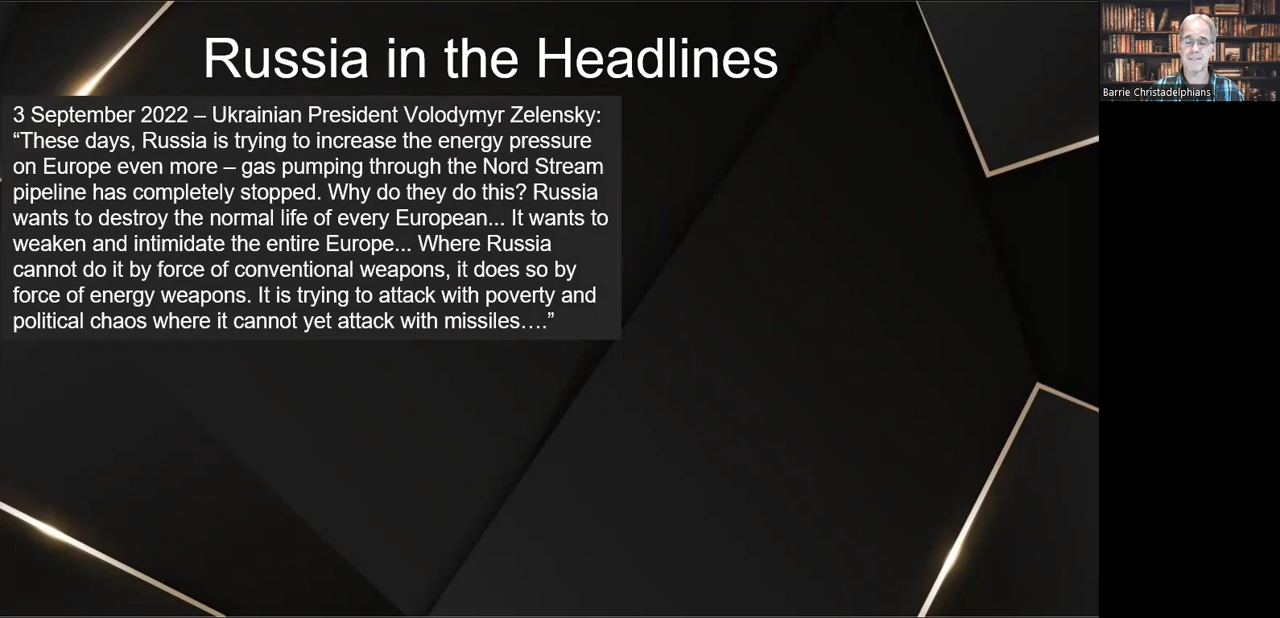 Russia in the Headlines
3 September 2022 – Ukrainian President Volodymyr Zelensky:
“These days, Russia is trying to increase the energy pressure
on Europe even more – gas pumping through the Nord Stream
pipeline has completely stopped. Why do they do this? Russia
wants to destroy the normal life of every European... It wants to
weaken and intimidate the entire Europe... Where Russia
cannot do it by force of conventional weapons, it does so by
force of energy weapons. It is trying to attack with poverty and
political chaos where it cannot yet attack with missiles….”
Barrie Christadelphians